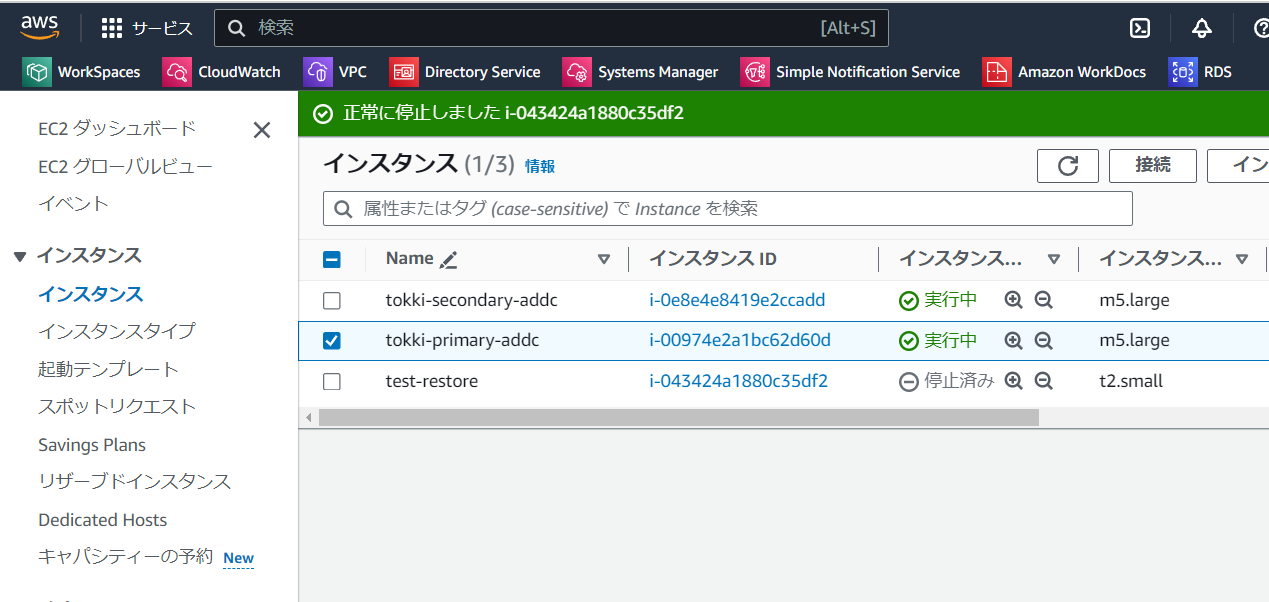 aws サービス 検索 [Alt+S]
WorkSpaces CloudWatch VPC Directory Service Systems Manager Simple Notification Service Amazon WorkDocs RDS
EC2 ダッシュボード
EC2 グローバルビュー
イベント
インスタンス
インスタンス
インスタンスタイプ
起動テンプレート
スポットリクエスト
Savings Plans
リザーブドインスタンス
Dedicated Hosts
キャパシティーの予約 New
正常に停止しました i-043424a1880c35df2
インスタンス (1/3) 情報 接続 イン
属性またはタグ (case-sensitive) で Instance を検索
Name インスタンス ID インスタンス... インスタンス...
tokki-secondary-addc i-0e8e4e8419e2ccadd 実行中 m5.large
tokki-primary-addc i-00974e2a1bc62d60d 実行中 m5.large
test-restore i-043424a1880c35df2 停止済み t2.small